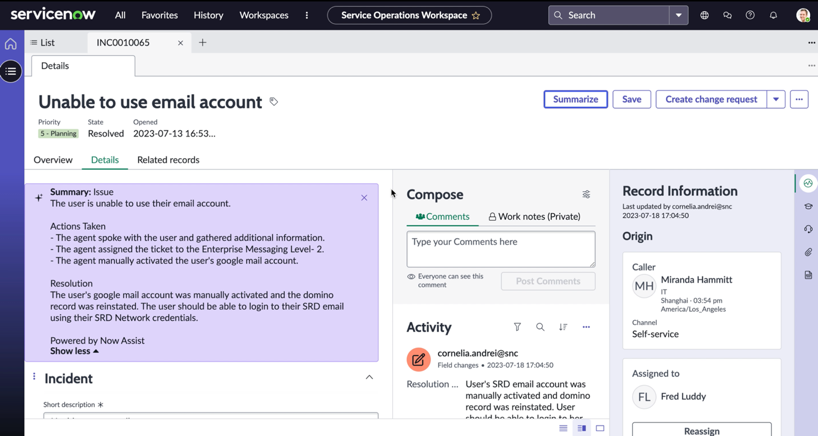 servicenow
All Favorites History Workspaces Service Operations Workspace Search
List INC0010065
Details
Unable to use email account
Priority State Opened
5 - Planning Resolved 2023-07-13 16:53...
Summarize Save Create change request
Overview Details Related records
Summary: Issue
The user is unable to use their email account.
Actions Taken
- The agent spoke with the user and gathered additional information.
- The agent assigned the ticket to the Enterprise Messaging Level- 2.
- The agent manually activated the user's google mail account.
Resolution
The user's google mail account was manually activated and the domino
record was reinstated. The user should be able to login to their SRD email
using their SRD Network credentials.
Powered by Now Assist
Show less
Incident
Short description
Compose
Comments Work notes (Private)
Type your Comments here
Everyone can see this
comment
Post Comments
Activity
cornelia.andrei@snc
Field changes • 2023-07-18 17:04:50
Resolution ... User's SRD email account was
manually activated and domino
record was reinstated. User
should be able to login to her
Record Information
Last updated by cornelia.andrei@snc
2023-07-18 17:04:50
Origin
Caller
MH Miranda Hammitt
IT
Shanghai · 03:54 pm
America/Los_Angeles
Channel
Self-service
Assigned to
FL Fred Luddy
Reassign